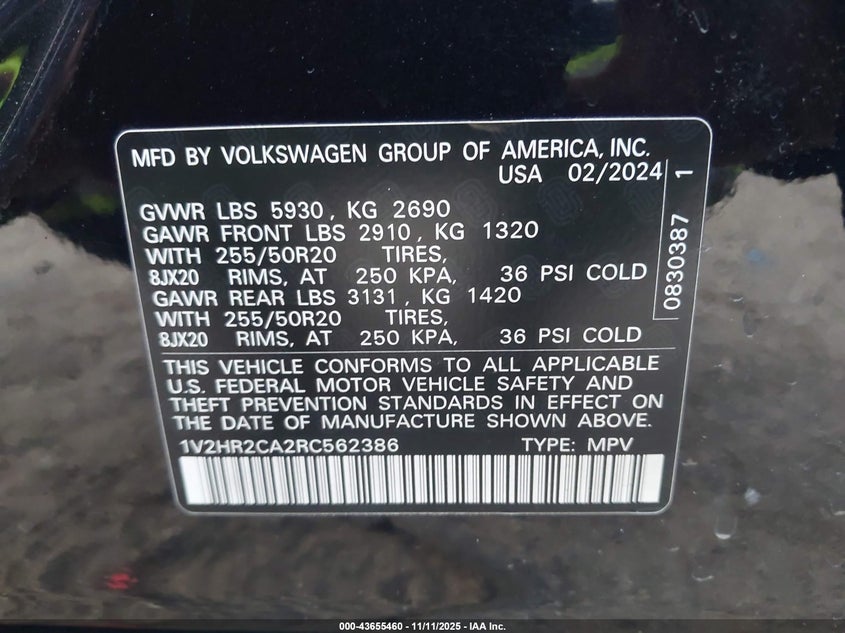 MFD BY VOLKSWAGEN GROUP OF AMERICA, INC.
USA 02/2024
GVWR LBS 5930, KG 2690
GAWR FRONT LBS 2910, KG 1320
WITH 255/50R20 TIRES,
8JX20 RIMS, AT 250 KPA, 36 PSI COLD
GAWR REAR LBS 3131, KG 1420
WITH 255/50R20 TIRES,
8JX20 RIMS, AT 250 KPA, 36 PSI COLD
0830387 1
THIS VEHICLE CONFORMS TO ALL APPLICABLE
U.S. FEDERAL MOTOR VEHICLE SAFETY AND
THEFT PREVENTION STANDARDS IN EFFECT ON
THE DATE OF MANUFACTURE SHOWN ABOVE.
1V2HR2CA2RC562386 TYPE: MPV
000-43655460 - 11/11/2025 - IAA Inc.